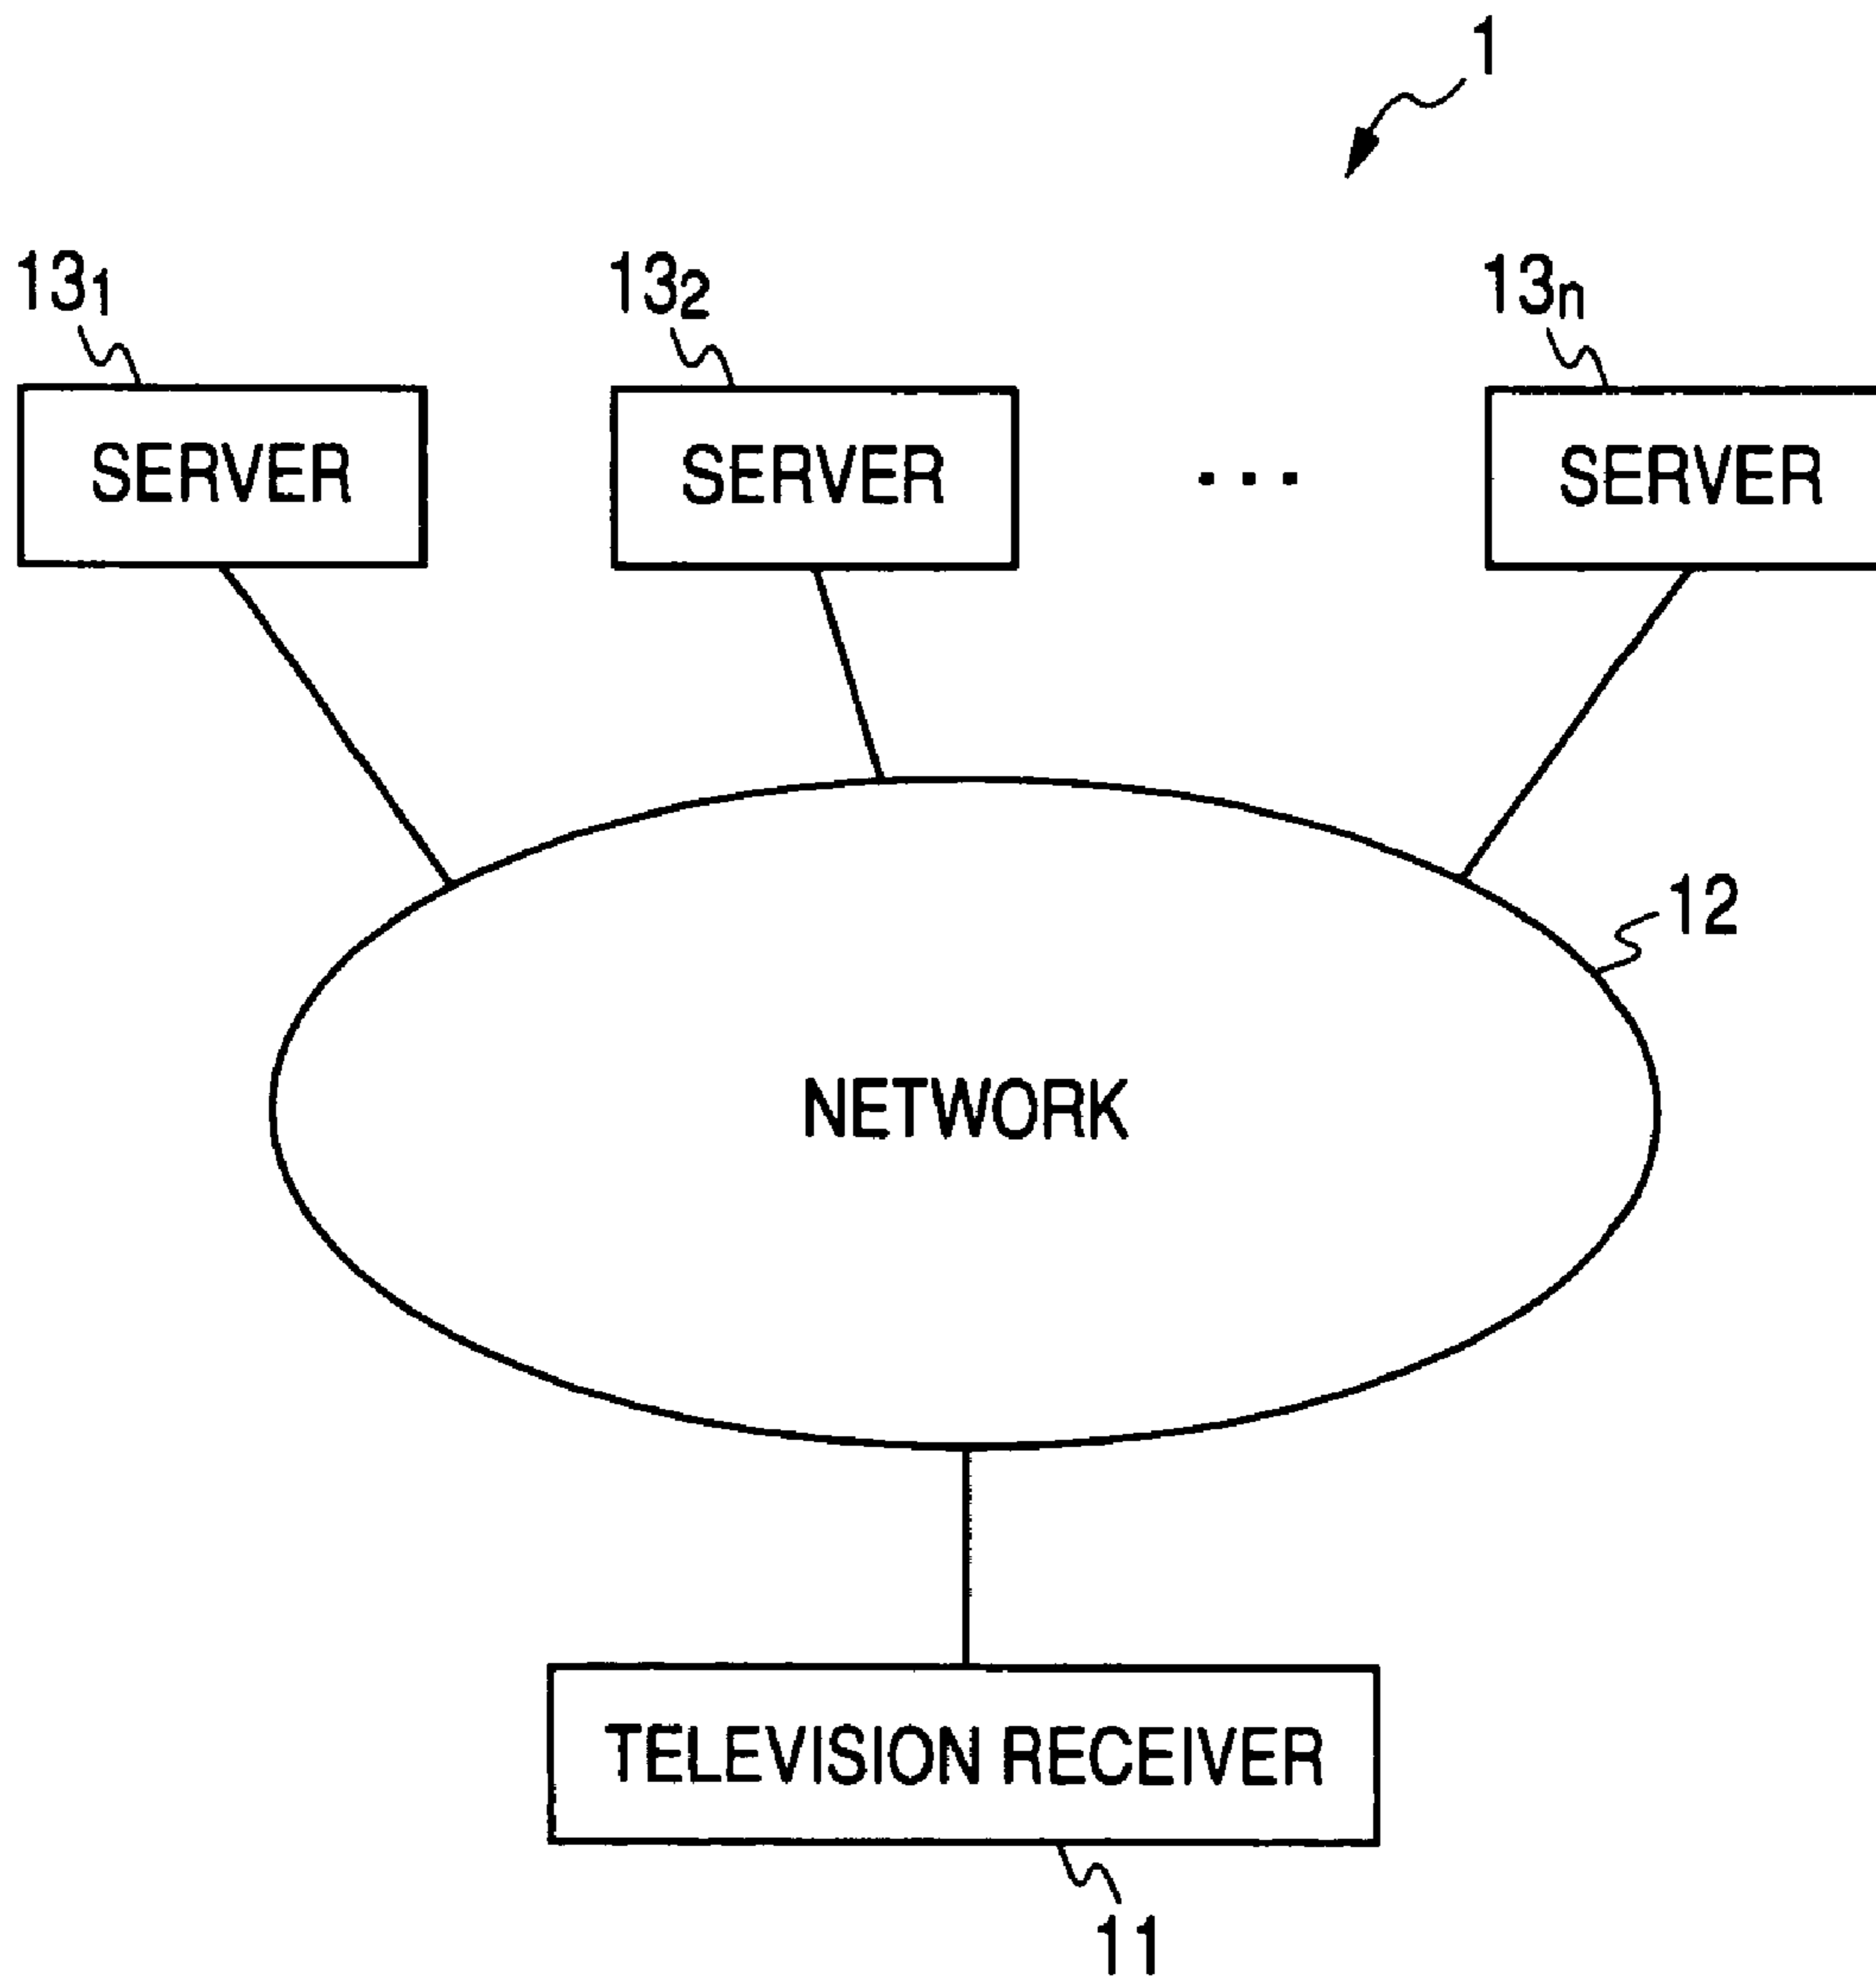 1
13₁ 13₂ 13ₙ
SERVER SERVER ... SERVER
12
NETWORK
TELEVISION RECEIVER
11